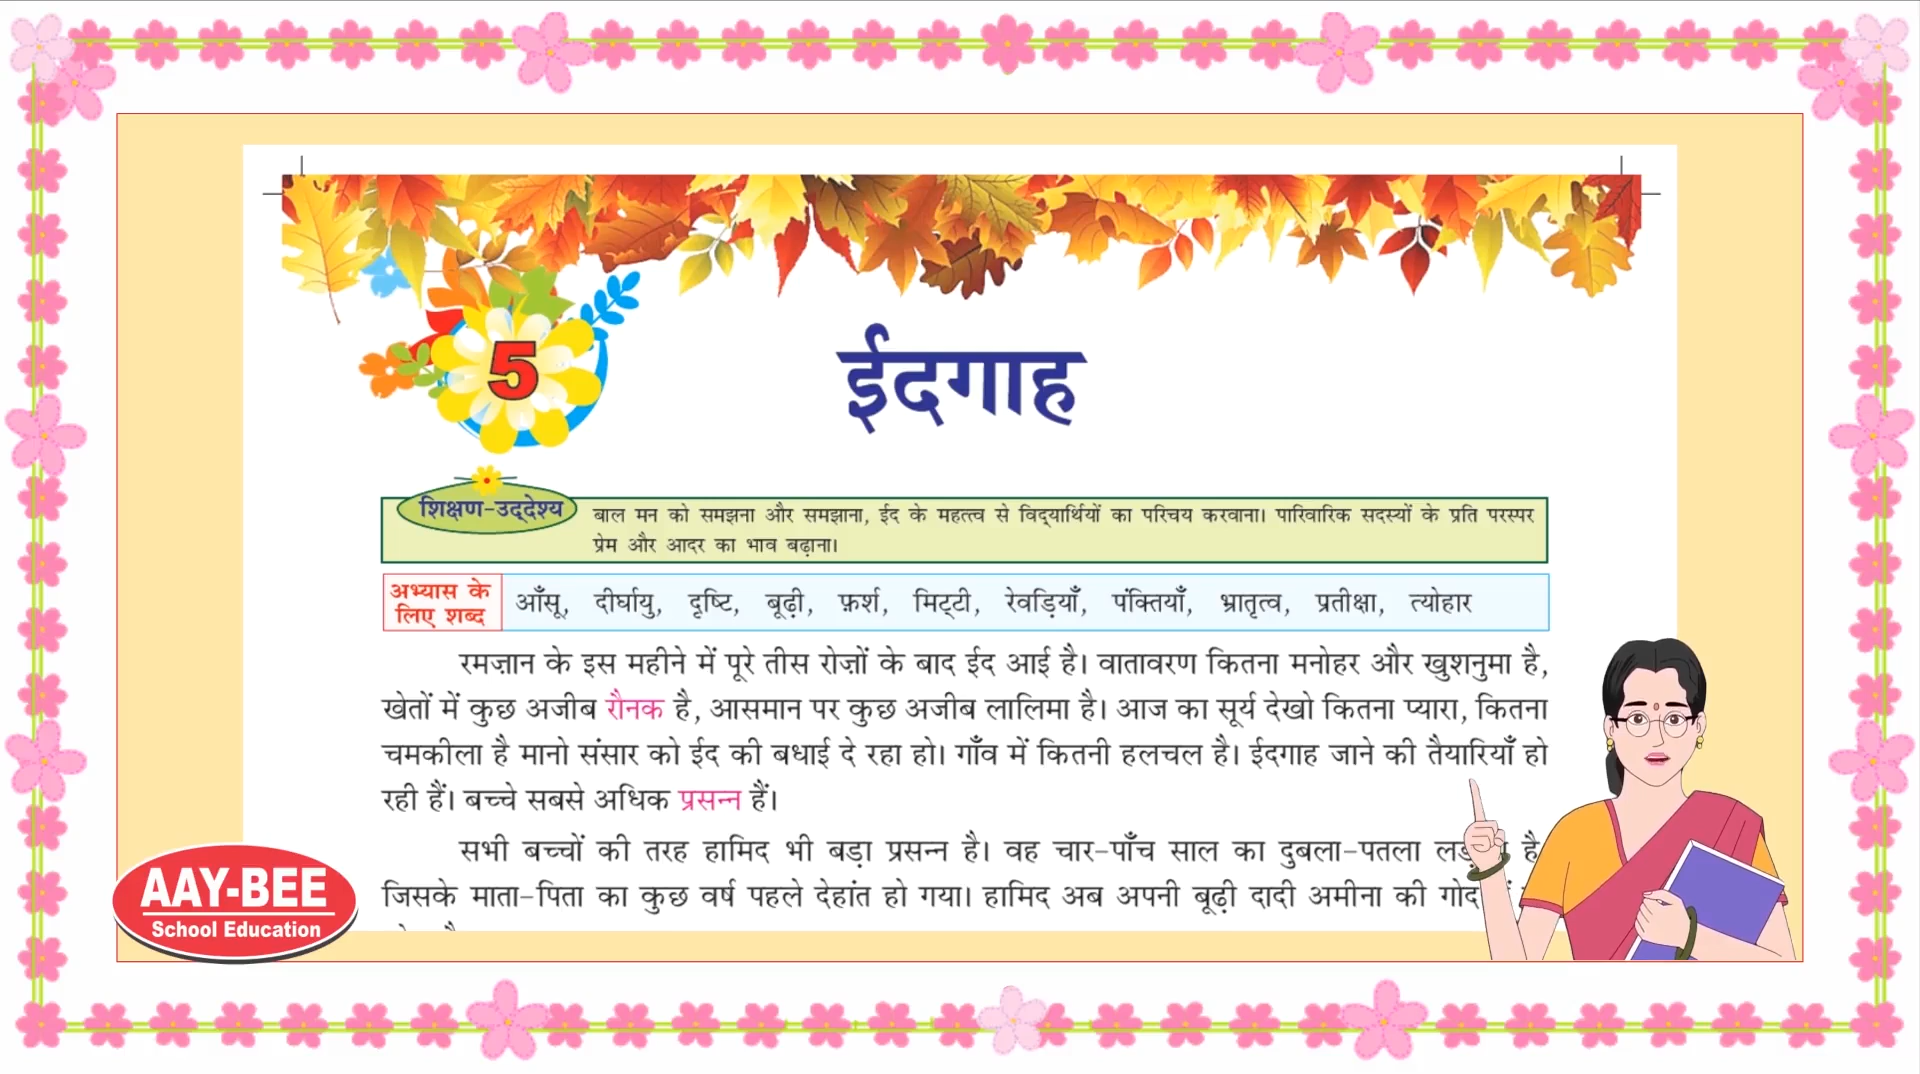 5
ईदगाह
शिक्षण-उद्‌देश्य
बाल मन को समझना और समझाना, ईद के महत्त्व से विद्‌यार्थियों का परिचय करवाना। पारिवारिक सदस्यों के प्रति परस्पर
प्रेम और आदर का भाव बढ़ाना।
अभ्यास के
लिए शब्द
आँसू, दीर्घायु, दृष्टि, बूढ़ी, फ़र्श, मिट्‌टी, रेवड़ियाँ, पंक्तियाँ, भ्रातृत्व, प्रतीक्षा, त्योहार
रमज़ान के इस महीने में पूरे तीस रोज़ों के बाद ईद आई है। वातावरण कितना मनोहर और खुशनुमा है,
खेतों में कुछ अजीब रौनक है, आसमान पर कुछ अजीब लालिमा है। आज का सूर्य देखो कितना प्यारा, कितना
चमकीला है मानो संसार को ईद की बधाई दे रहा हो। गाँव में कितनी हलचल है। ईदगाह जाने की तैयारियाँ हो
रही हैं। बच्चे सबसे अधिक प्रसन्न हैं।
सभी बच्चों की तरह हामिद भी बड़ा प्रसन्न है। वह चार-पाँच साल का दुबला-पतला है
जिसके माता-पिता का कुछ वर्ष पहले देहांत हो गया। हामिद अब अपनी बूढ़ी दादी अमीना की गोद
AAY-BEE
School Education